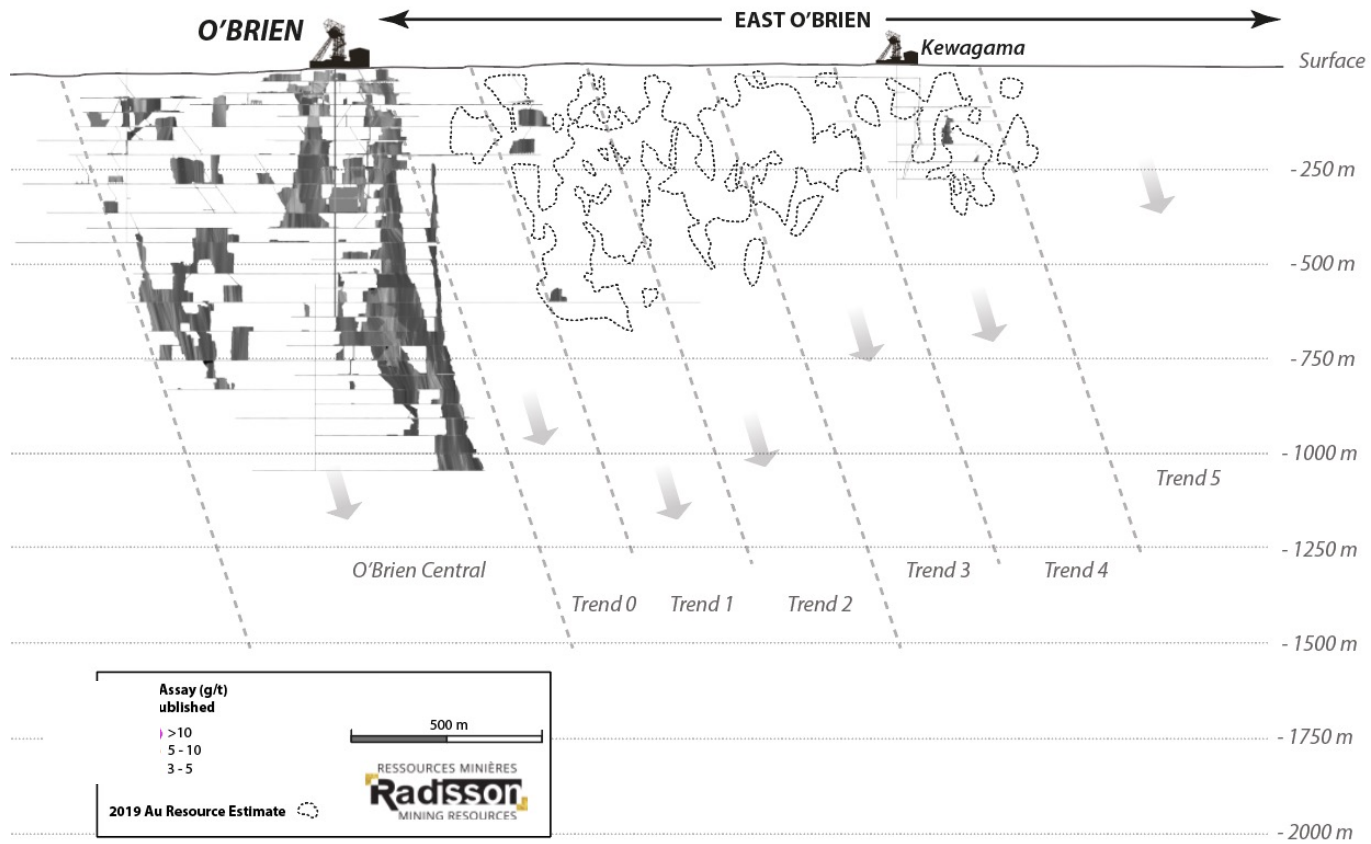 EAST O'BRIEN
O'BRIEN
Kewagama
Surface
- 250 m
- 500 m
- 750 m
- 1000 m
Trend 5
- 1250 m
O'Brien Central
Trend 3
Trend 4
Trend 0
Trend 1
Trend 2
- 1500 m
Assay (g/t)
ublished
>10
5 - 10
3 - 5
500 m
- 1750 m
RESSOURCES MINIÈRES
Radisson
MINING RESOURCES
2019 Au Resource Estimate
- 2000 m